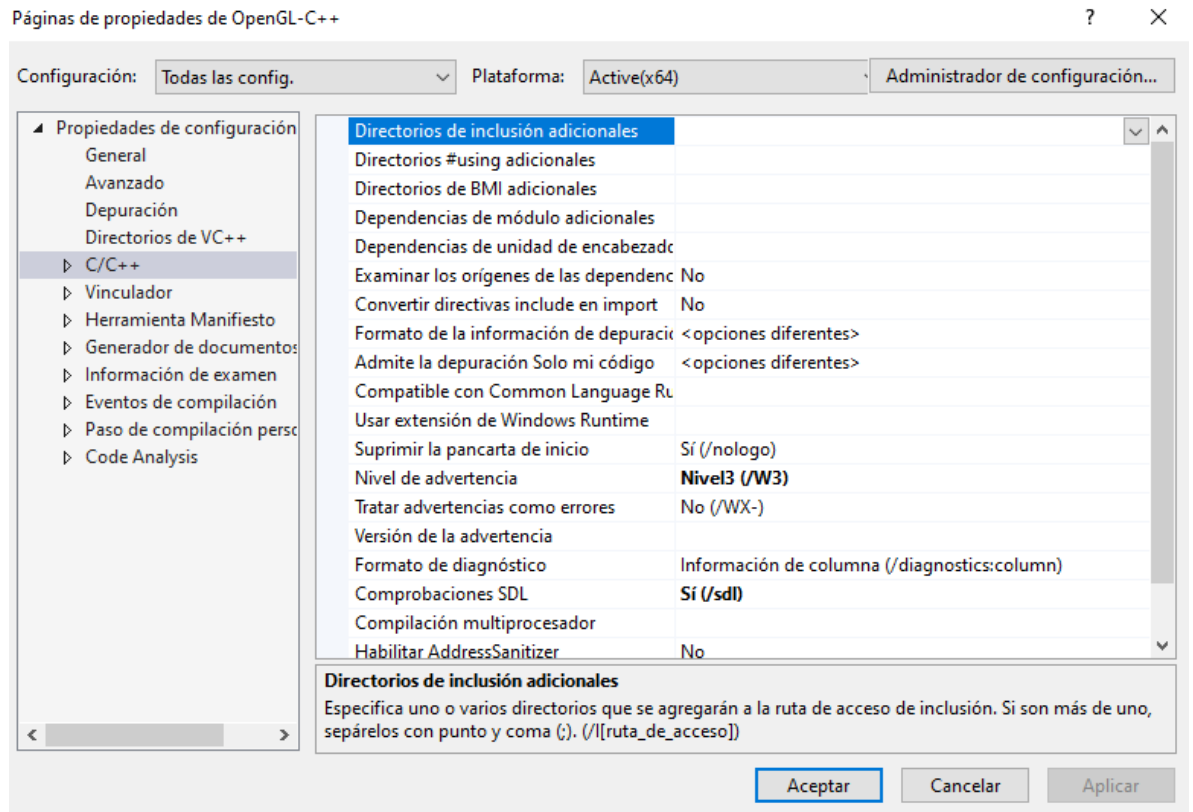 Páginas de propiedades de OpenGL-C++ ? ✕
Configuración: Todas las config. Plataforma: Active(x64) Administrador de configuración...
Propiedades de configuración
General
Avanzado
Depuración
Directorios de VC++
C/C++
Vinculador
Herramienta Manifiesto
Generador de documentos
Información de examen
Eventos de compilación
Paso de compilación perso
Code Analysis
Directorios de inclusión adicionales
Directorios #using adicionales
Directorios de BMI adicionales
Dependencias de módulo adicionales
Dependencias de unidad de encabezado
Examinar los orígenes de las dependenc No
Convertir directivas include en import No
Formato de la información de depuració <opciones diferentes>
Admite la depuración Solo mi código <opciones diferentes>
Compatible con Common Language Ru
Usar extensión de Windows Runtime
Suprimir la pancarta de inicio Sí (/nologo)
Nivel de advertencia Nivel3 (/W3)
Tratar advertencias como errores No (/WX-)
Versión de la advertencia
Formato de diagnóstico Información de columna (/diagnostics:column)
Comprobaciones SDL Sí (/sdl)
Compilación multiprocesador
Habilitar AddressSanitizer No
Directorios de inclusión adicionales
Especifica uno o varios directorios que se agregarán a la ruta de acceso de inclusión. Si son más de uno,
sepárelos con punto y coma (;). (/I[ruta_de_acceso])
Aceptar Cancelar Aplicar